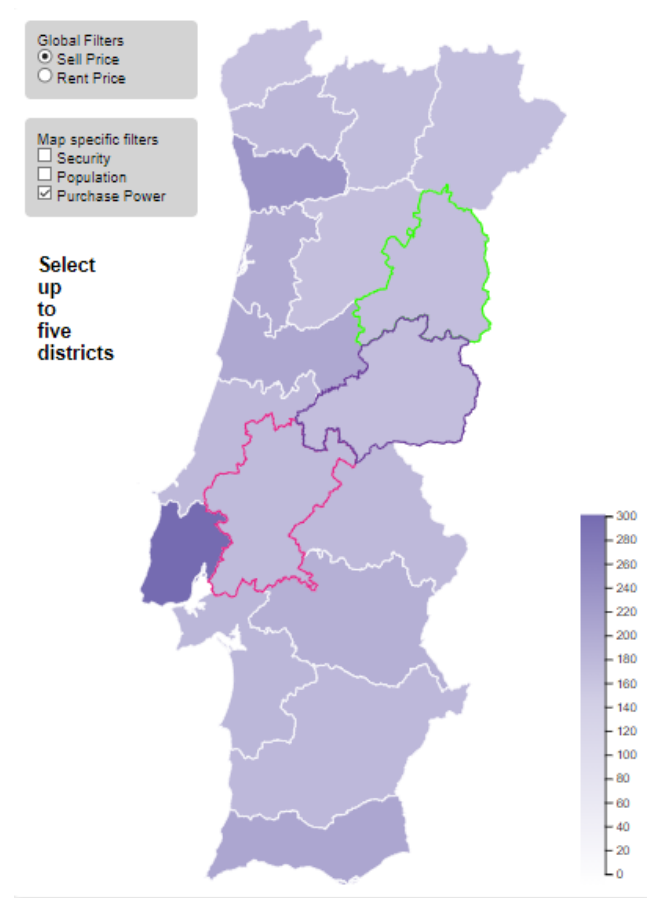 Global Filters
Sell Price
Rent Price
Map specific filters
Security
Population
Purchase Power
Select
up
to
five
districts
300
280
260
240
220
200
180
160
140
120
100
80
60
40
20
0